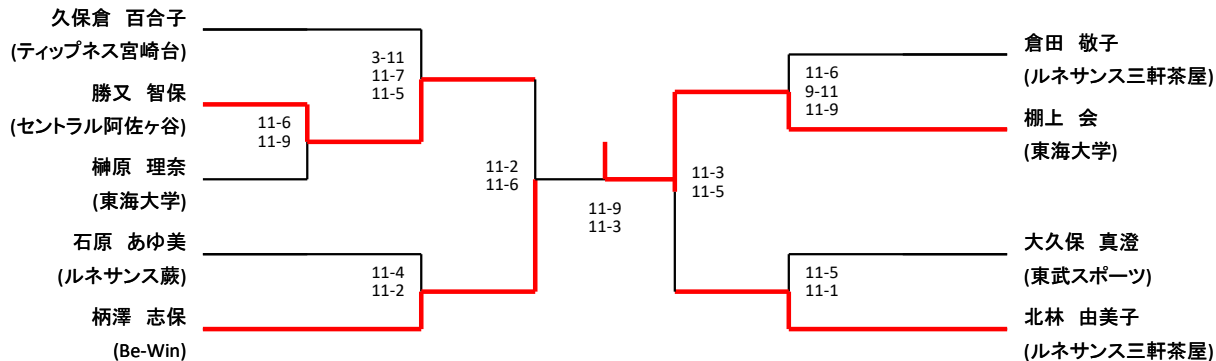 久保倉　百合子
(ティップネス宮崎台)
勝又　智保
(セントラル阿佐ヶ谷)
榊原　理奈
(東海大学)
石原　あゆ美
(ルネサンス蕨)
柄澤　志保
(Be-Win)
3-11
11-7
11-5
11-6
11-9
11-4
11-2
11-2
11-6
11-9
11-3
11-3
11-5
11-6
9-11
11-9
11-5
11-1
倉田　敬子
(ルネサンス三軒茶屋)
棚上　会
(東海大学)
大久保　真澄
(東武スポーツ)
北林　由美子
(ルネサンス三軒茶屋)